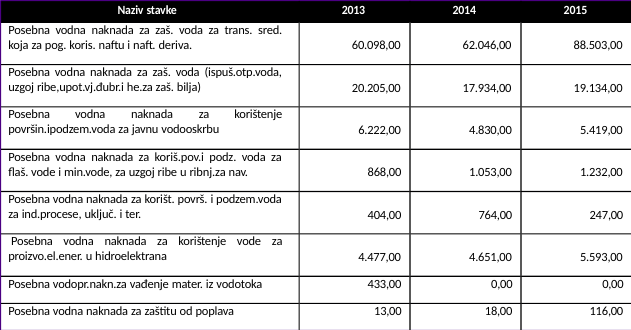 Naziv stavke 2013 2014 2015
Posebna vodna naknada za zaš. voda za trans. sred.
koja za pog. koris. naftu i naft. deriva. 60.098,00 62.046,00 88.503,00
Posebna vodna naknada za zaš. voda (ispuš.otp.voda,
uzgoj ribe,upot.vj.đubr.i he.za zaš. bilja) 20.205,00 17.934,00 19.134,00
Posebna vodna naknada za korištenje
površin.ipodzem.voda za javnu vodooskrbu 6.222,00 4.830,00 5.419,00
Posebna vodna naknada za koriš.pov.i podz. voda za
flaš. vode i min.vode, za uzgoj ribe u ribnj.za nav. 868,00 1.053,00 1.232,00
Posebna vodna naknada za korišt. površ. i podzem.voda
za ind.procese, uključ. i ter. 404,00 764,00 247,00
Posebna vodna naknada za korištenje vode za
proizvo.el.ener. u hidroelektrana 4.477,00 4.651,00 5.593,00
Posebna vodopr.nakn.za vađenje mater. iz vodotoka 433,00 0,00 0,00
Posebna vodna naknada za zaštitu od poplava 13,00 18,00 116,00